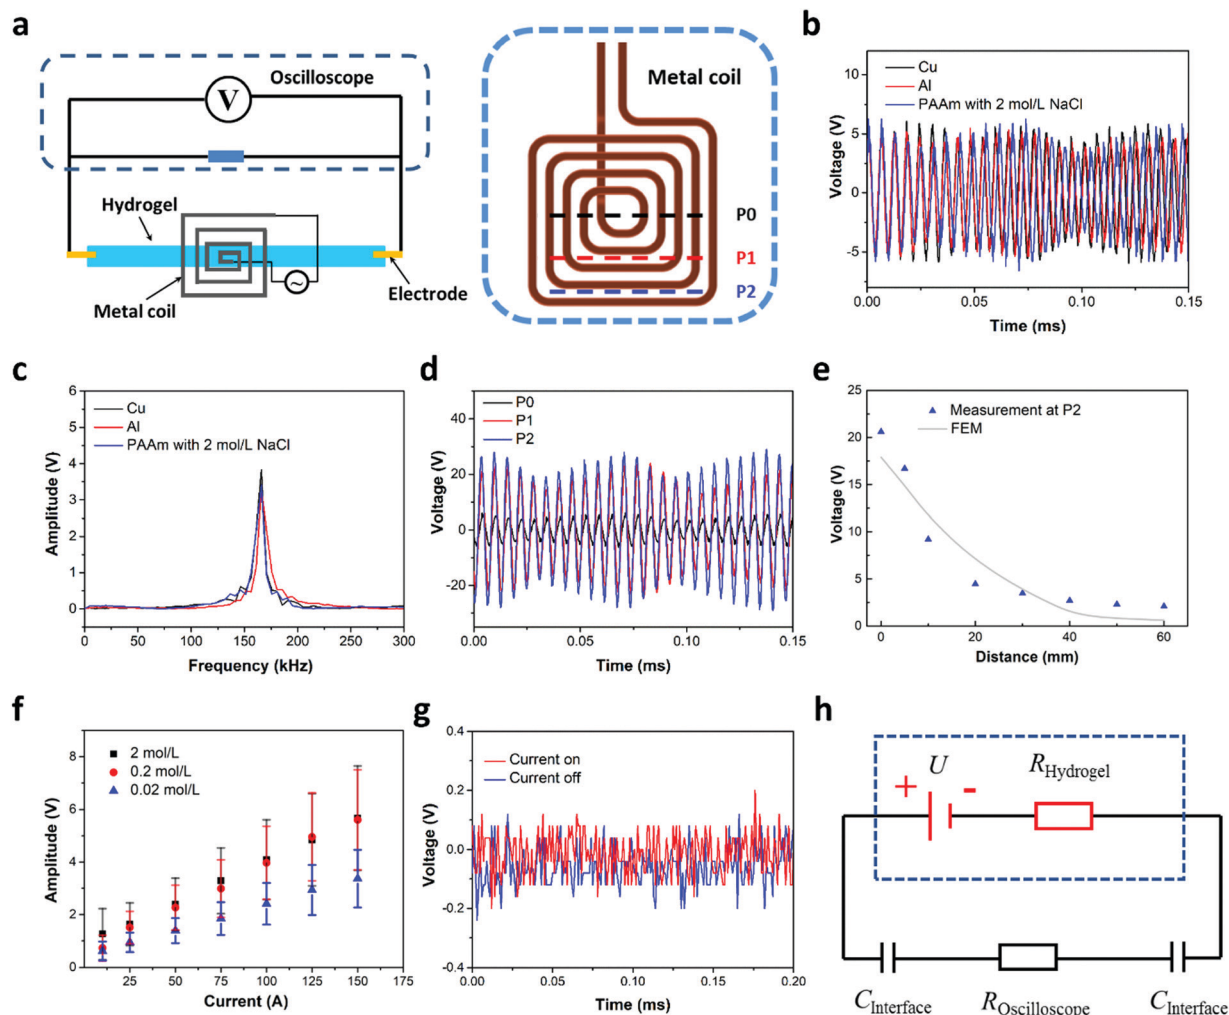 a
Oscilloscope
V
Hydrogel
Metal coil
Electrode
~
Metal coil
P0
P1
P2
b
Cu
Al
PAAm with 2 mol/L NaCl
10
5
0
-5
-10
Voltage (V)
0.00
0.05
0.10
0.15
Time (ms)
c
Cu
Al
PAAm with 2 mol/L NaCl
6
5
4
3
2
1
0
Amplitude (V)
0
50
100
150
200
250
300
Frequency (kHz)
d
P0
P1
P2
40
20
0
-20
Voltage (V)
0.00
0.05
0.10
0.15
Time (ms)
e
Measurement at P2
FEM
25
20
15
10
5
0
Voltage (V)
0
20
40
60
Distance (mm)
f
2 mol/L
0.2 mol/L
0.02 mol/L
8
6
4
2
0
Amplitude (V)
25
50
75
100
125
150
175
Current (A)
g
Current on
Current off
0.4
0.2
0.0
-0.2
-0.4
Voltage (V)
0.00
0.05
0.10
0.15
0.20
Time (ms)
h
U
R Hydrogel
+
-
C Interface
R Oscilloscope
C Interface